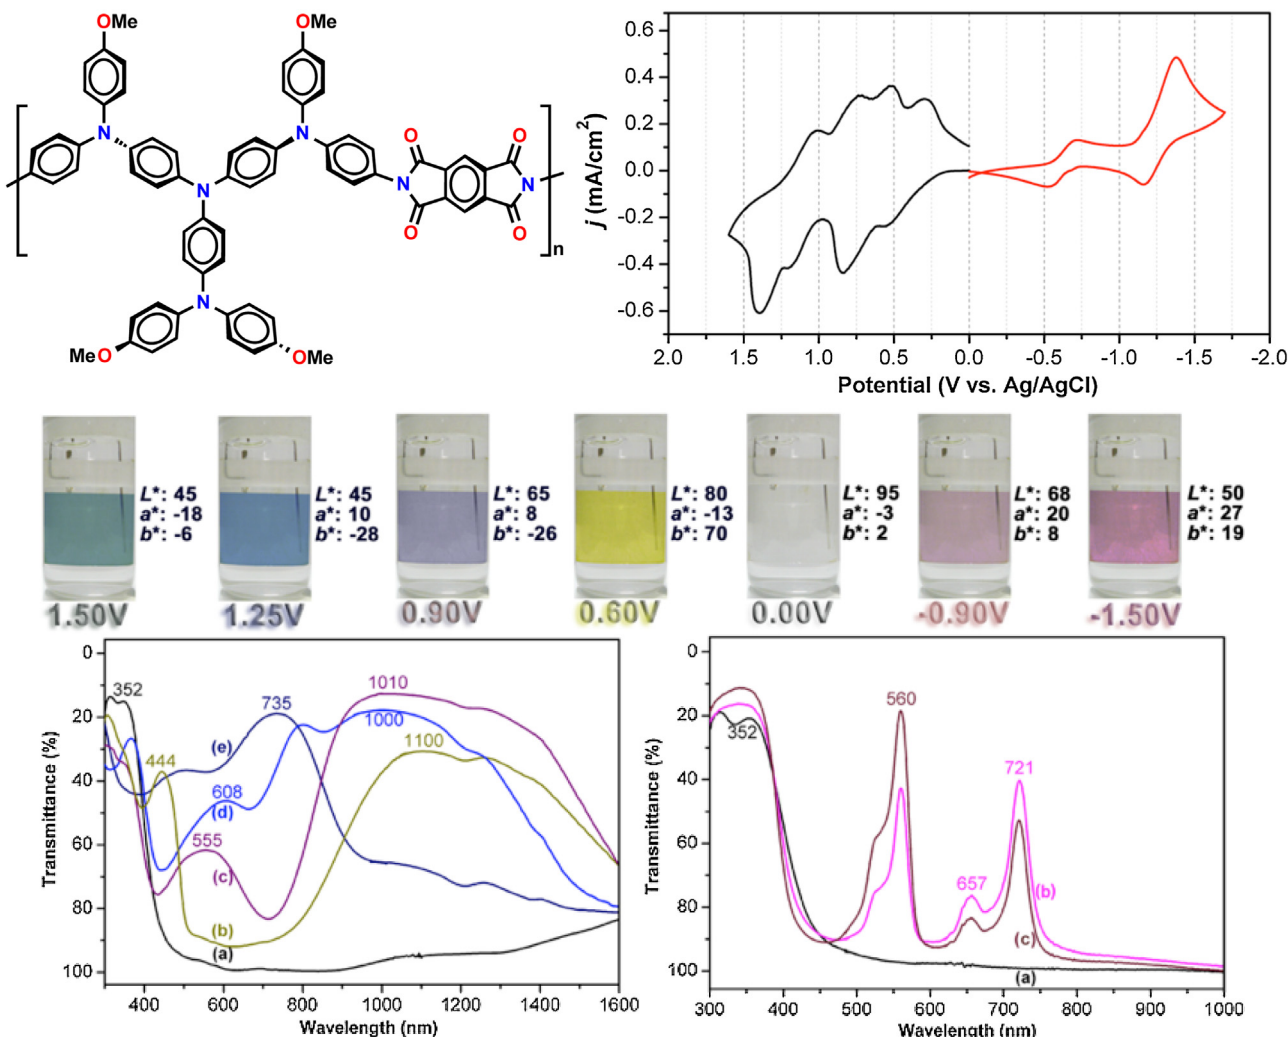 OMe
OMe
N
N
O
O
N
N
N
O
O
n
N
MeO
OMe
0.6
0.4
0.2
0.0
-0.2
-0.4
-0.6
j (mA/cm²)
2.0 1.5 1.0 0.5 0.0 -0.5 -1.0 -1.5 -2.0
Potential (V vs. Ag/AgCl)
L*: 45
a*: -18
b*: -6
1.50V
L*: 45
a*: 10
b*: -28
1.25V
L*: 65
a*: 8
b*: -26
0.90V
L*: 80
a*: -13
b*: 70
0.60V
L*: 95
a*: -3
b*: 2
0.00V
L*: 68
a*: 20
b*: 8
-0.90V
L*: 50
a*: 27
b*: 19
-1.50V
0
20
40
60
80
100
Transmittance (%)
352
444
(e)
735
1010
1000
1100
608
(d)
555
(c)
(b)
(a)
400 600 800 1000 1200 1400 1600
Wavelength (nm)
0
20
40
60
80
100
Transmittance (%)
352
560
721
657
(b)
(c)
(a)
300 400 500 600 700 800 900 1000
Wavelength (nm)